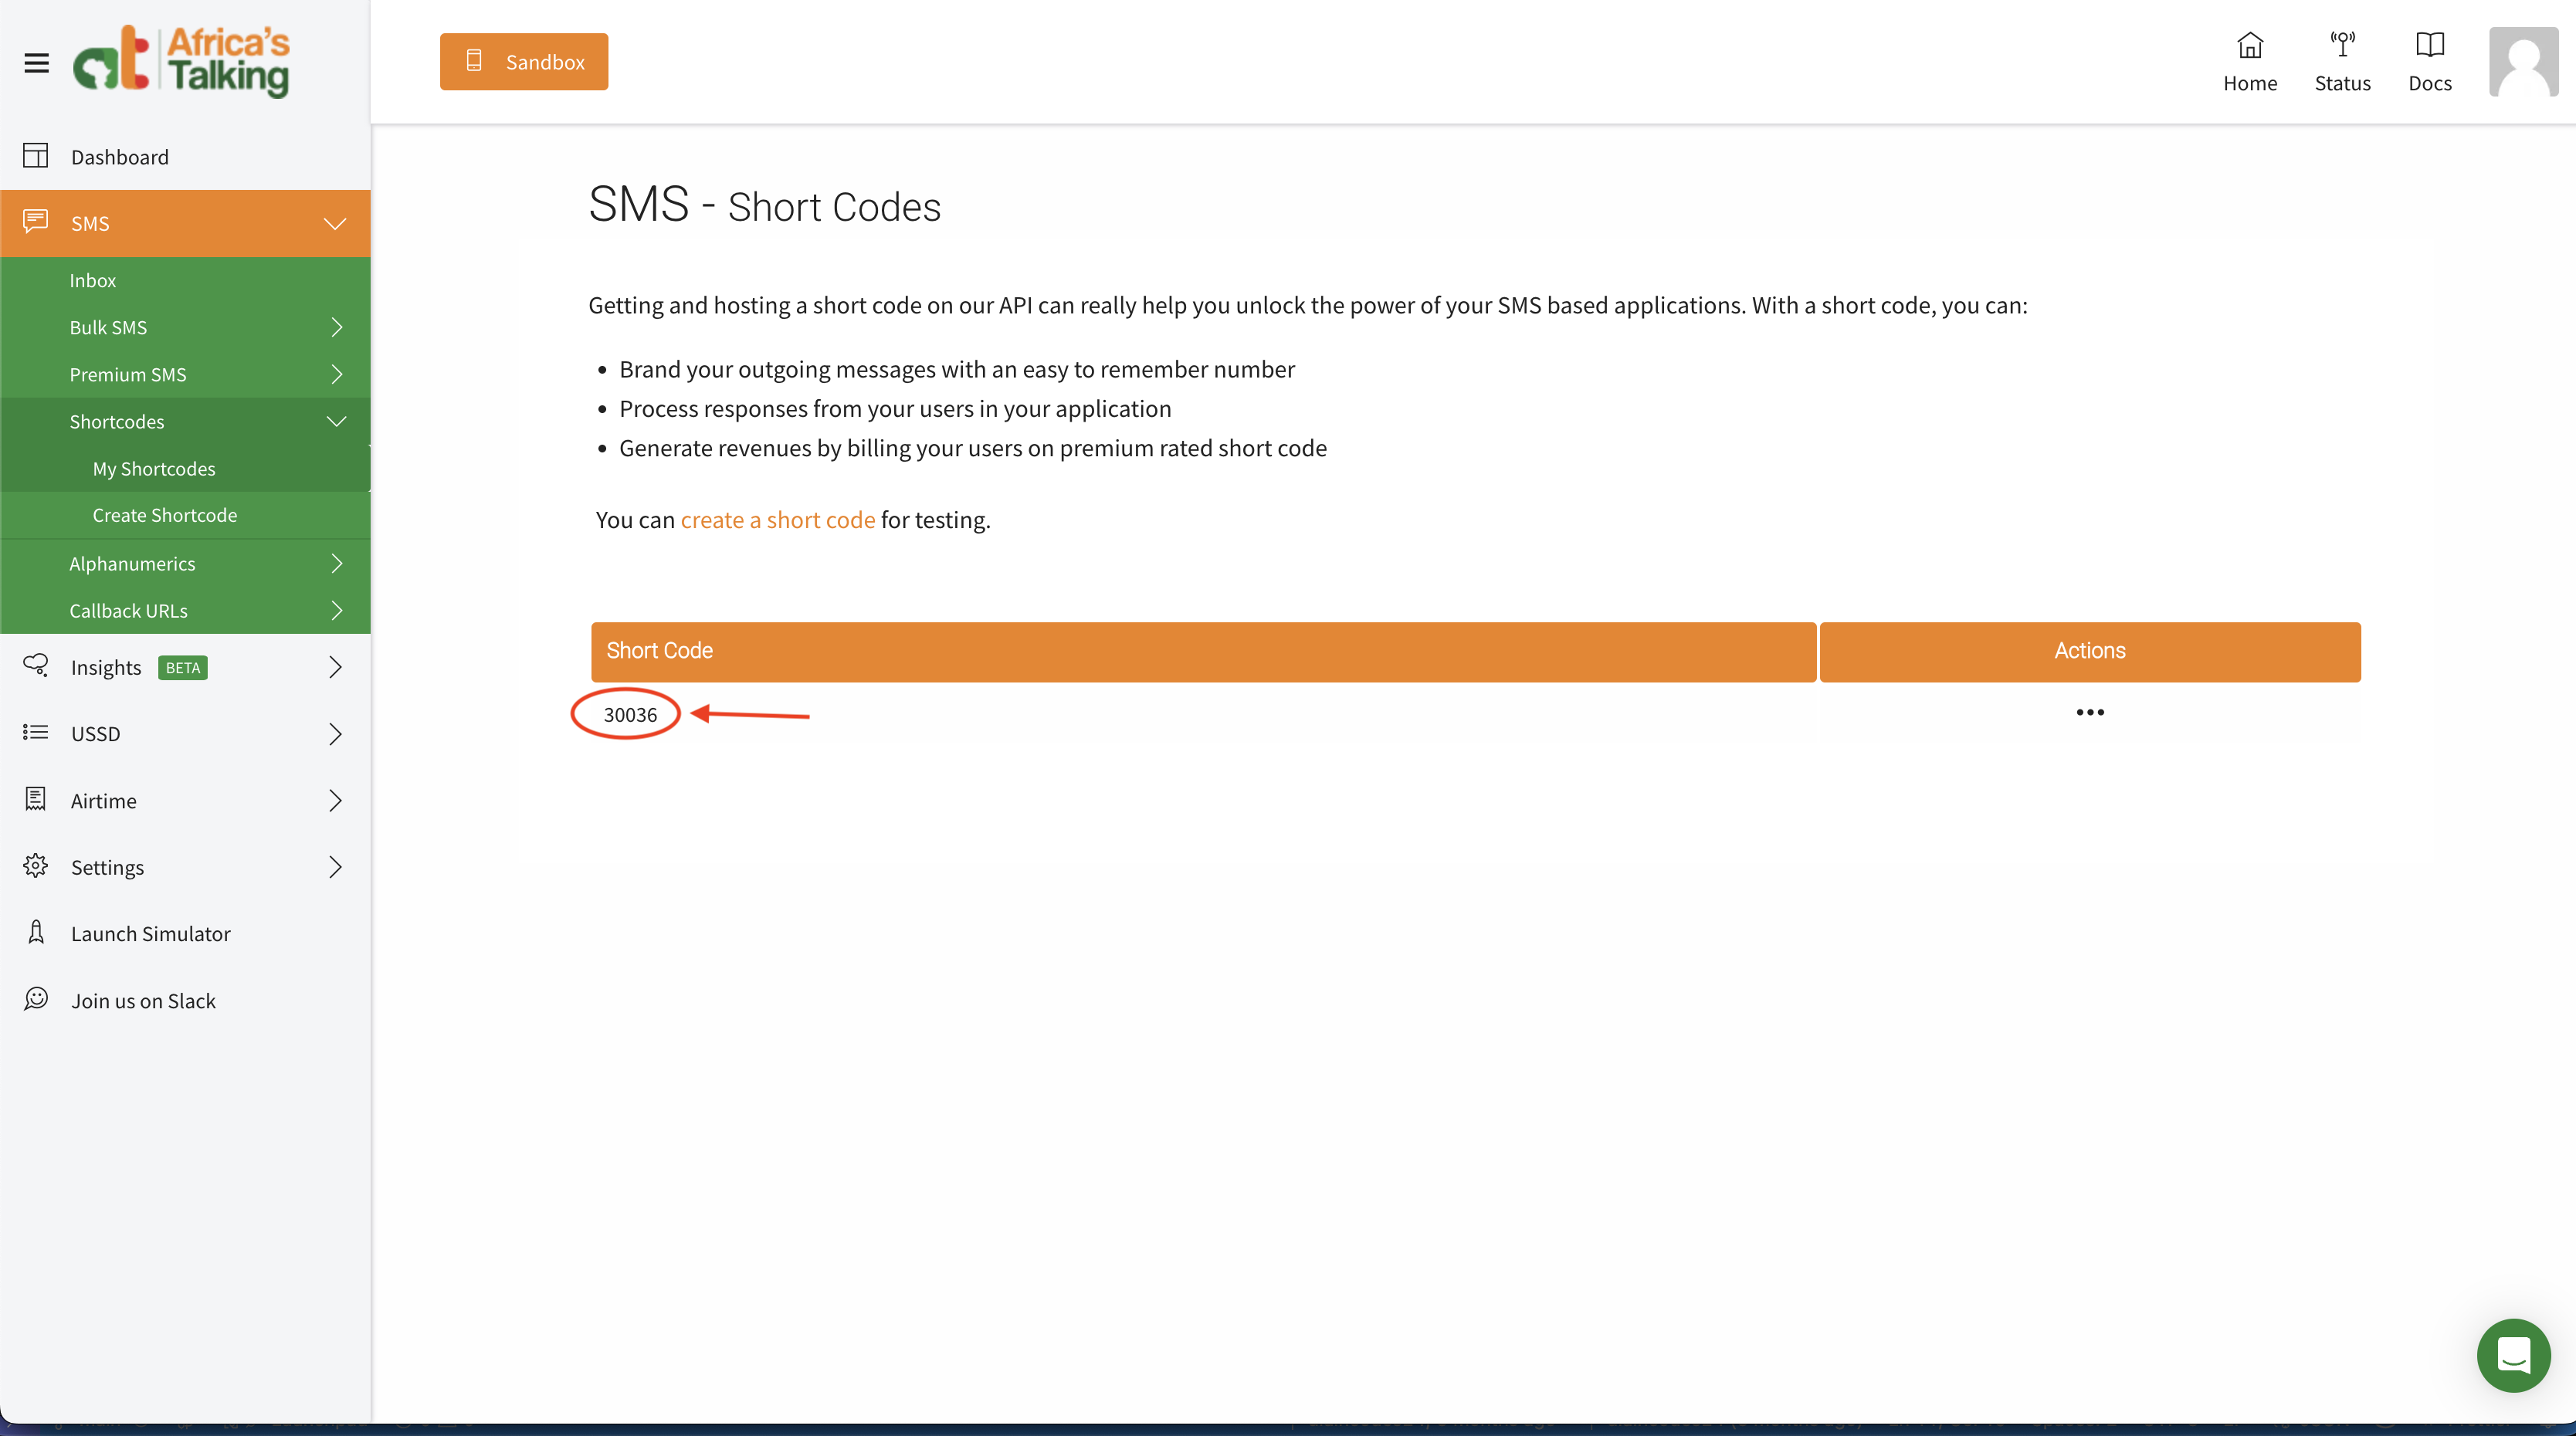 Africa's
Talking
Sandbox
Home
Status
Docs
Dashboard
SMS
Inbox
Bulk SMS
Premium SMS
Shortcodes
My Shortcodes
Create Shortcode
Alphanumerics
Callback URLs
Insights BETA
USSD
Airtime
Settings
Launch Simulator
Join us on Slack
SMS - Short Codes
Getting and hosting a short code on our API can really help you unlock the power of your SMS based applications. With a short code, you can:
• Brand your outgoing messages with an easy to remember number
• Process responses from your users in your application
• Generate revenues by billing your users on premium rated short code
You can create a short code for testing.
Short Code
Actions
30036